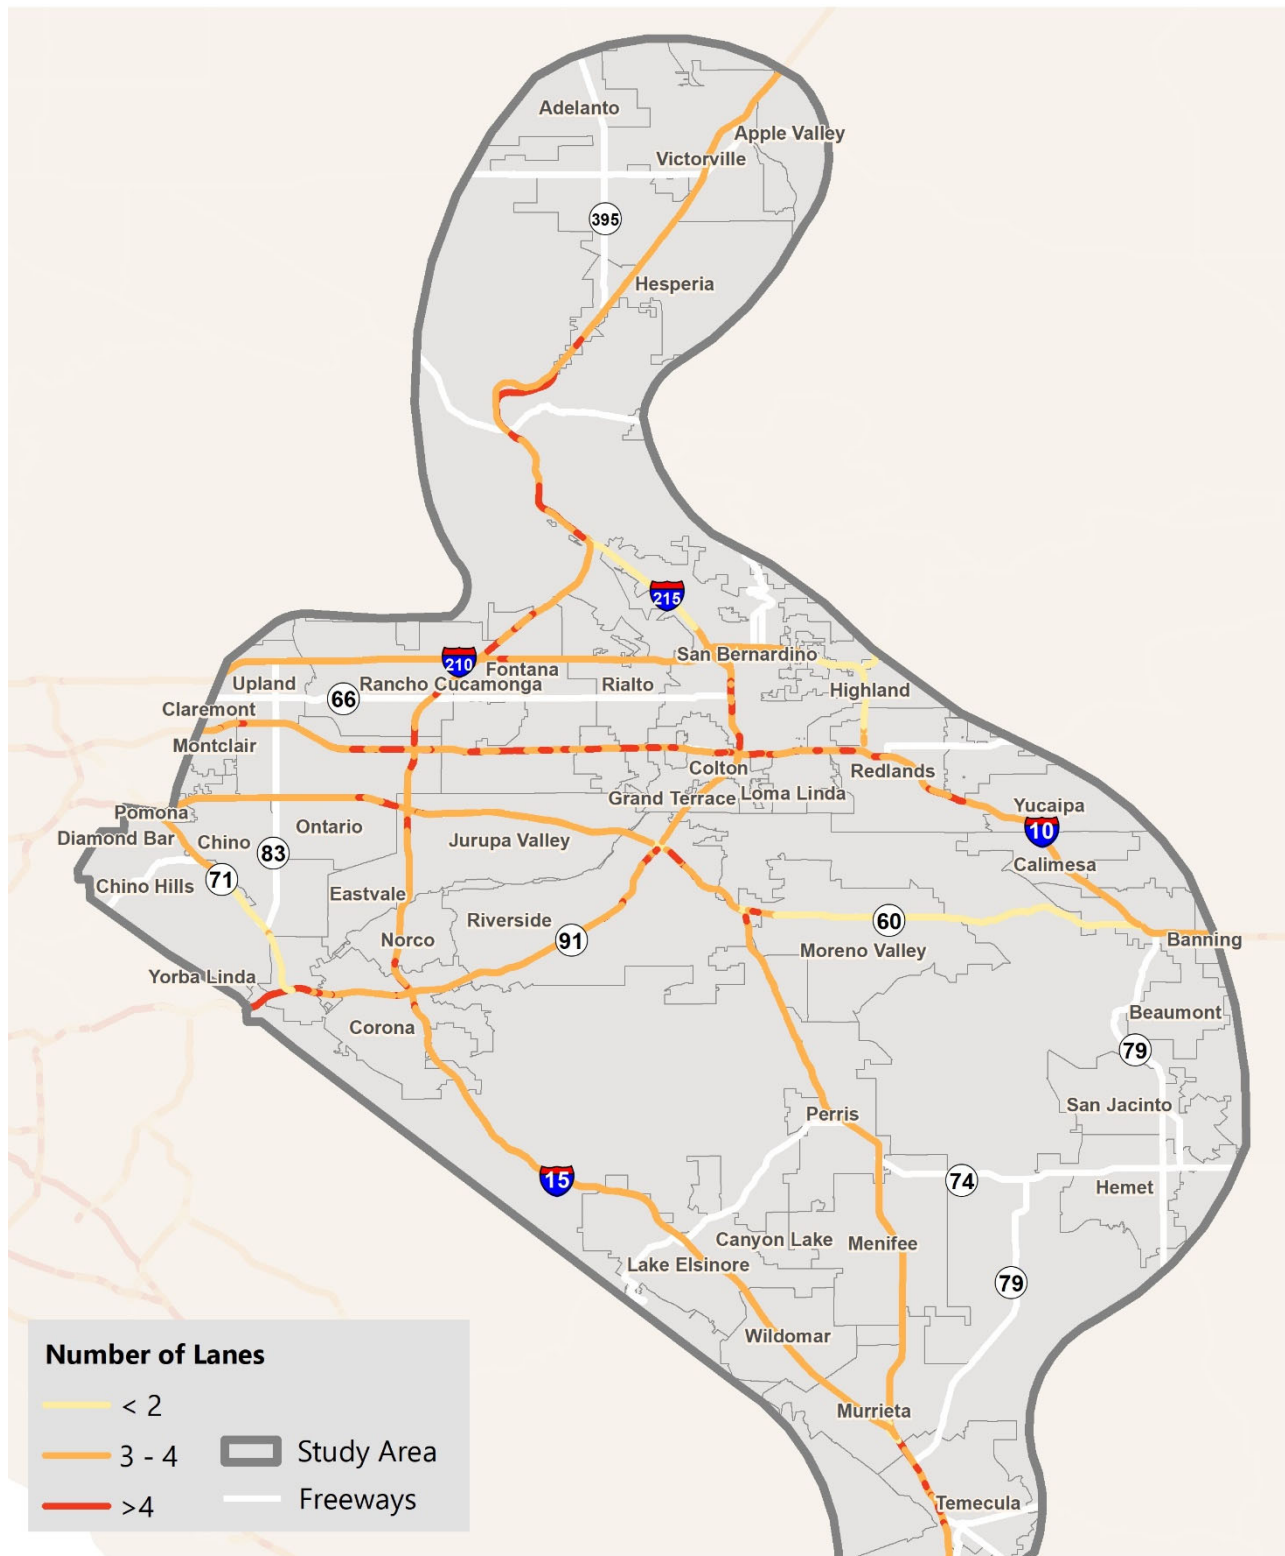 Adelanto
Apple Valley
Victorville
395
Hesperia
215
San Bernardino
210
Fontana
Upland
Rancho Cucamonga
Rialto
Highland
66
Claremont
Montclair
Colton
Redlands
Grand Terrace
Loma Linda
Yucaipa
Pomona
10
Diamond Bar
Chino
Ontario
Jurupa Valley
83
Calimesa
Chino Hills
71
Eastvale
Riverside
60
Norco
91
Banning
Moreno Valley
Yorba Linda
Beaumont
Corona
79
San Jacinto
Perris
15
74
Hemet
Canyon Lake
Menifee
Lake Elsinore
79
Wildomar
Murrieta
Temecula
Number of Lanes
< 2
3 - 4
>4
Study Area
Freeways